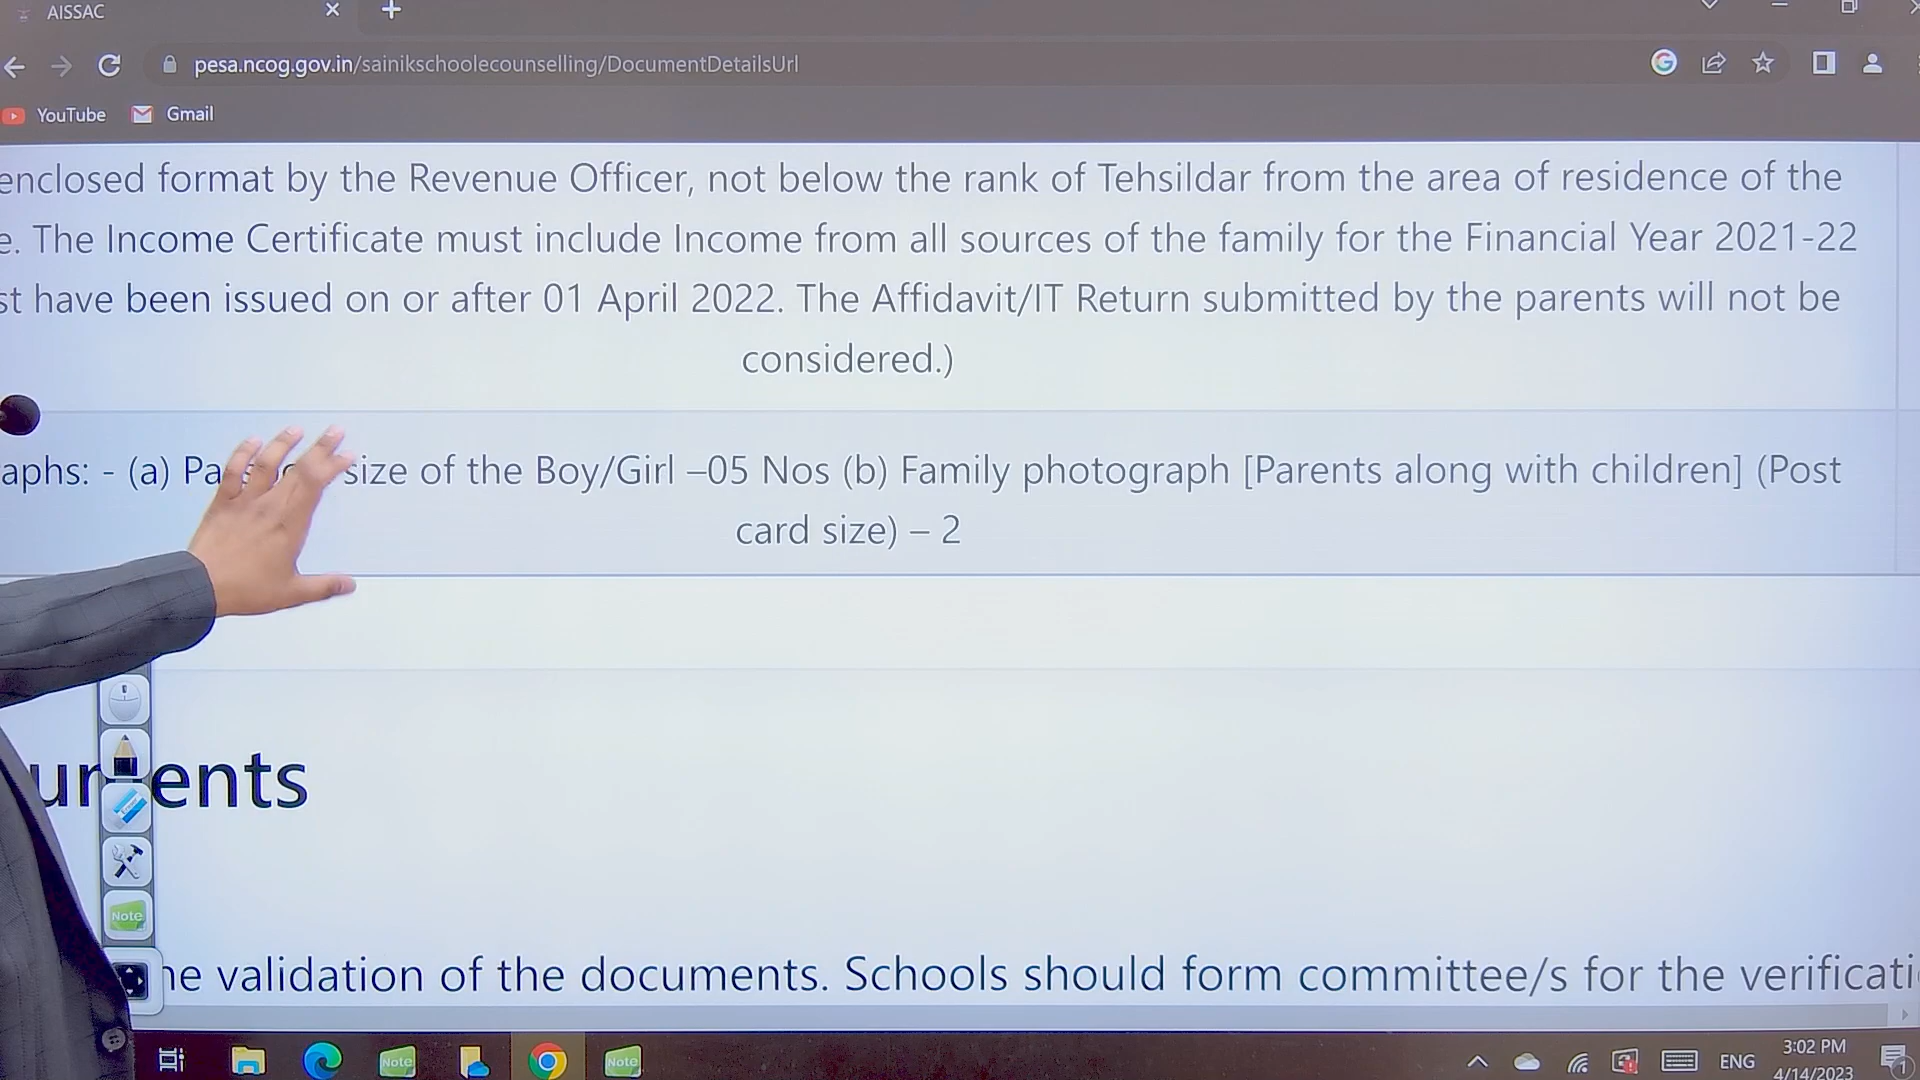 AISSAC
pesa.ncog.gov.in/sainikschoolecounselling/DocumentDetailsUrl
YouTube Gmail
enclosed format by the Revenue Officer, not below the rank of Tehsildar from the area of residence of the
e. The Income Certificate must include Income from all sources of the family for the Financial Year 2021-22
st have been issued on or after 01 April 2022. The Affidavit/IT Return submitted by the parents will not be
considered.)
aphs: - (a) Pa size of the Boy/Girl –05 Nos (b) Family photograph [Parents along with children] (Post
card size) – 2
ents
Note
he validation of the documents. Schools should form committee/s for the verificati
Note Note ENG 3:02 PM
4/14/2023